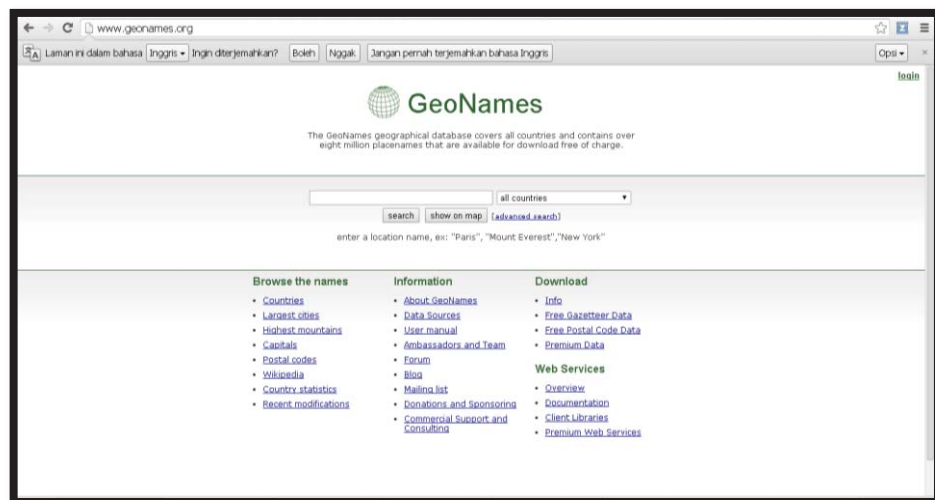 www.geonames.org
Laman ini dalam bahasa Inggris Ingin diterjemahkan? Boleh Nggak Jangan pernah terjemahkan bahasa Inggris Opsi
login
GeoNames
The GeoNames geographical database covers all countries and contains over
eight million placenames that are available for download free of charge.
all countries
search show on map [advanced search]
enter a location name, ex: "Paris", "Mount Everest","New York"
Browse the names
Countries
Largest cities
Highest mountains
Capitals
Postal codes
Wikipedia
Country statistics
Recent modifications
Information
About GeoNames
Data Sources
User manual
Ambassadors and Team
Forum
Blog
Mailing list
Donations and Sponsoring
Commercial Support and
Consulting
Download
Info
Free Gazetteer Data
Free Postal Code Data
Premium Data
Web Services
Overview
Documentation
Client Libraries
Premium Web Services